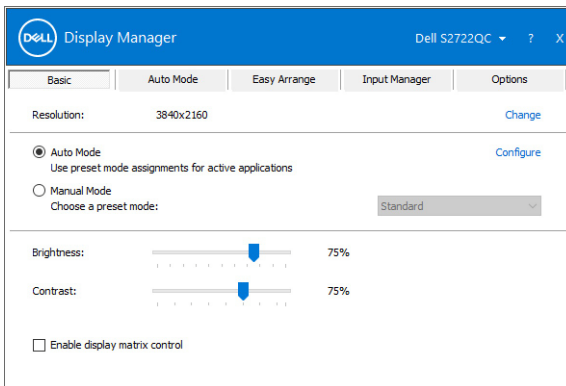 DELL Display Manager Dell S2722QC ? X
Basic Auto Mode Easy Arrange Input Manager Options
Resolution: 3840x2160 Change
Auto Mode Configure
Use preset mode assignments for active applications
Manual Mode
Choose a preset mode: Standard
Brightness: 75%
Contrast: 75%
Enable display matrix control